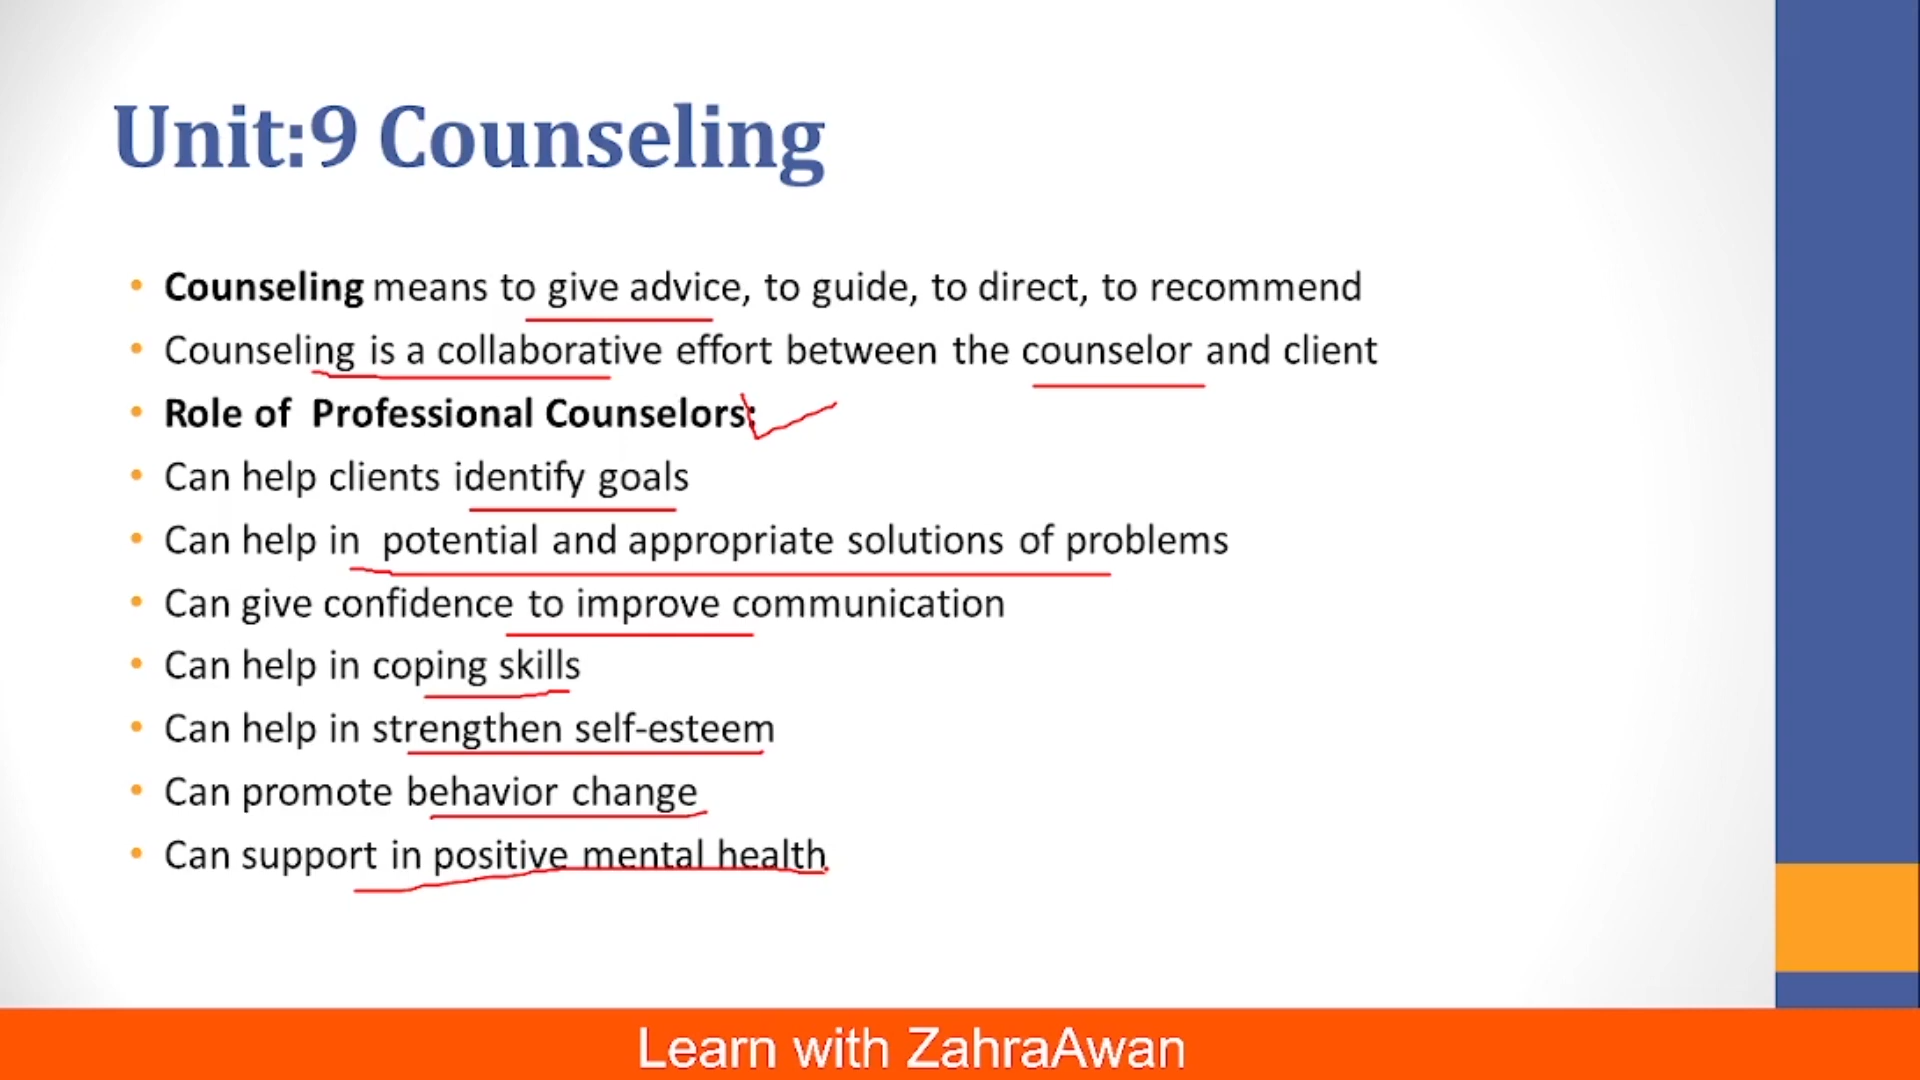 Unit:9 Counseling
• Counseling means to give advice, to guide, to direct, to recommend
• Counseling is a collaborative effort between the counselor and client
• Role of Professional Counselors:
• Can help clients identify goals
• Can help in potential and appropriate solutions of problems
• Can give confidence to improve communication
• Can help in coping skills
• Can help in strengthen self-esteem
• Can promote behavior change
• Can support in positive mental health
Learn with ZahraAwan